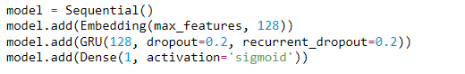 model = Sequential()
model.add(Embedding(max_features, 128))
model.add(GRU(128, dropout=0.2, recurrent_dropout=0.2))
model.add(Dense(1, activation='sigmoid'))